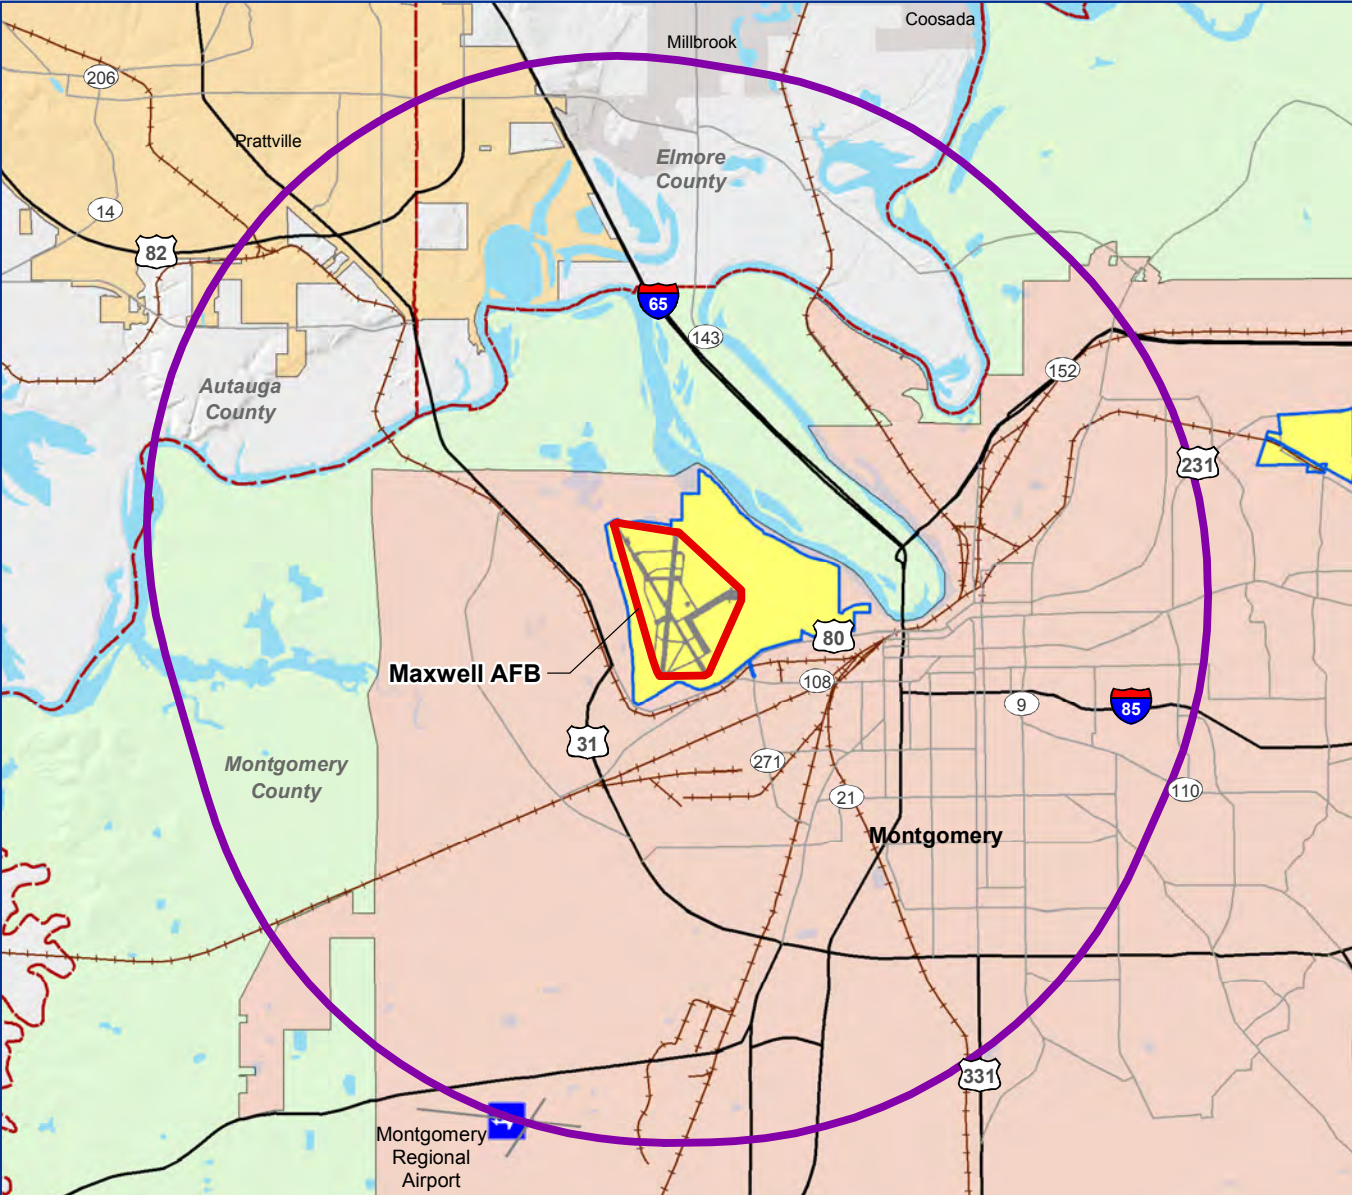 Coosada
Millbrook
206
Prattville
Elmore
County
14
82
65
143
152
Autauga
County
231
80
Maxwell AFB
108
9
85
31
Montgomery
County
271
110
21
Montgomery
331
Montgomery
Regional
Airport